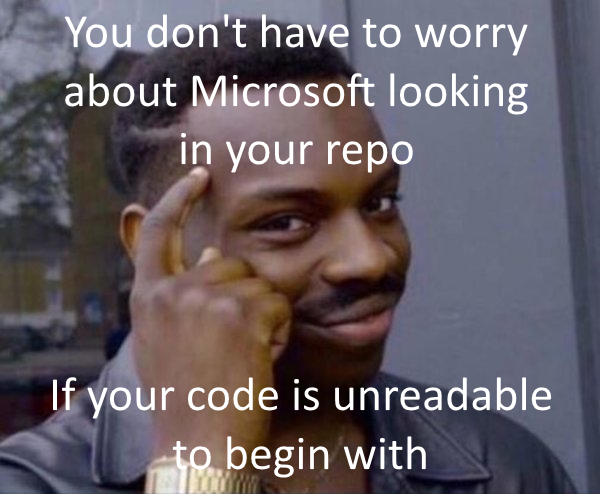 You don't have to worry
about Microsoft looking
in your repo
If your code is unreadable
to begin with